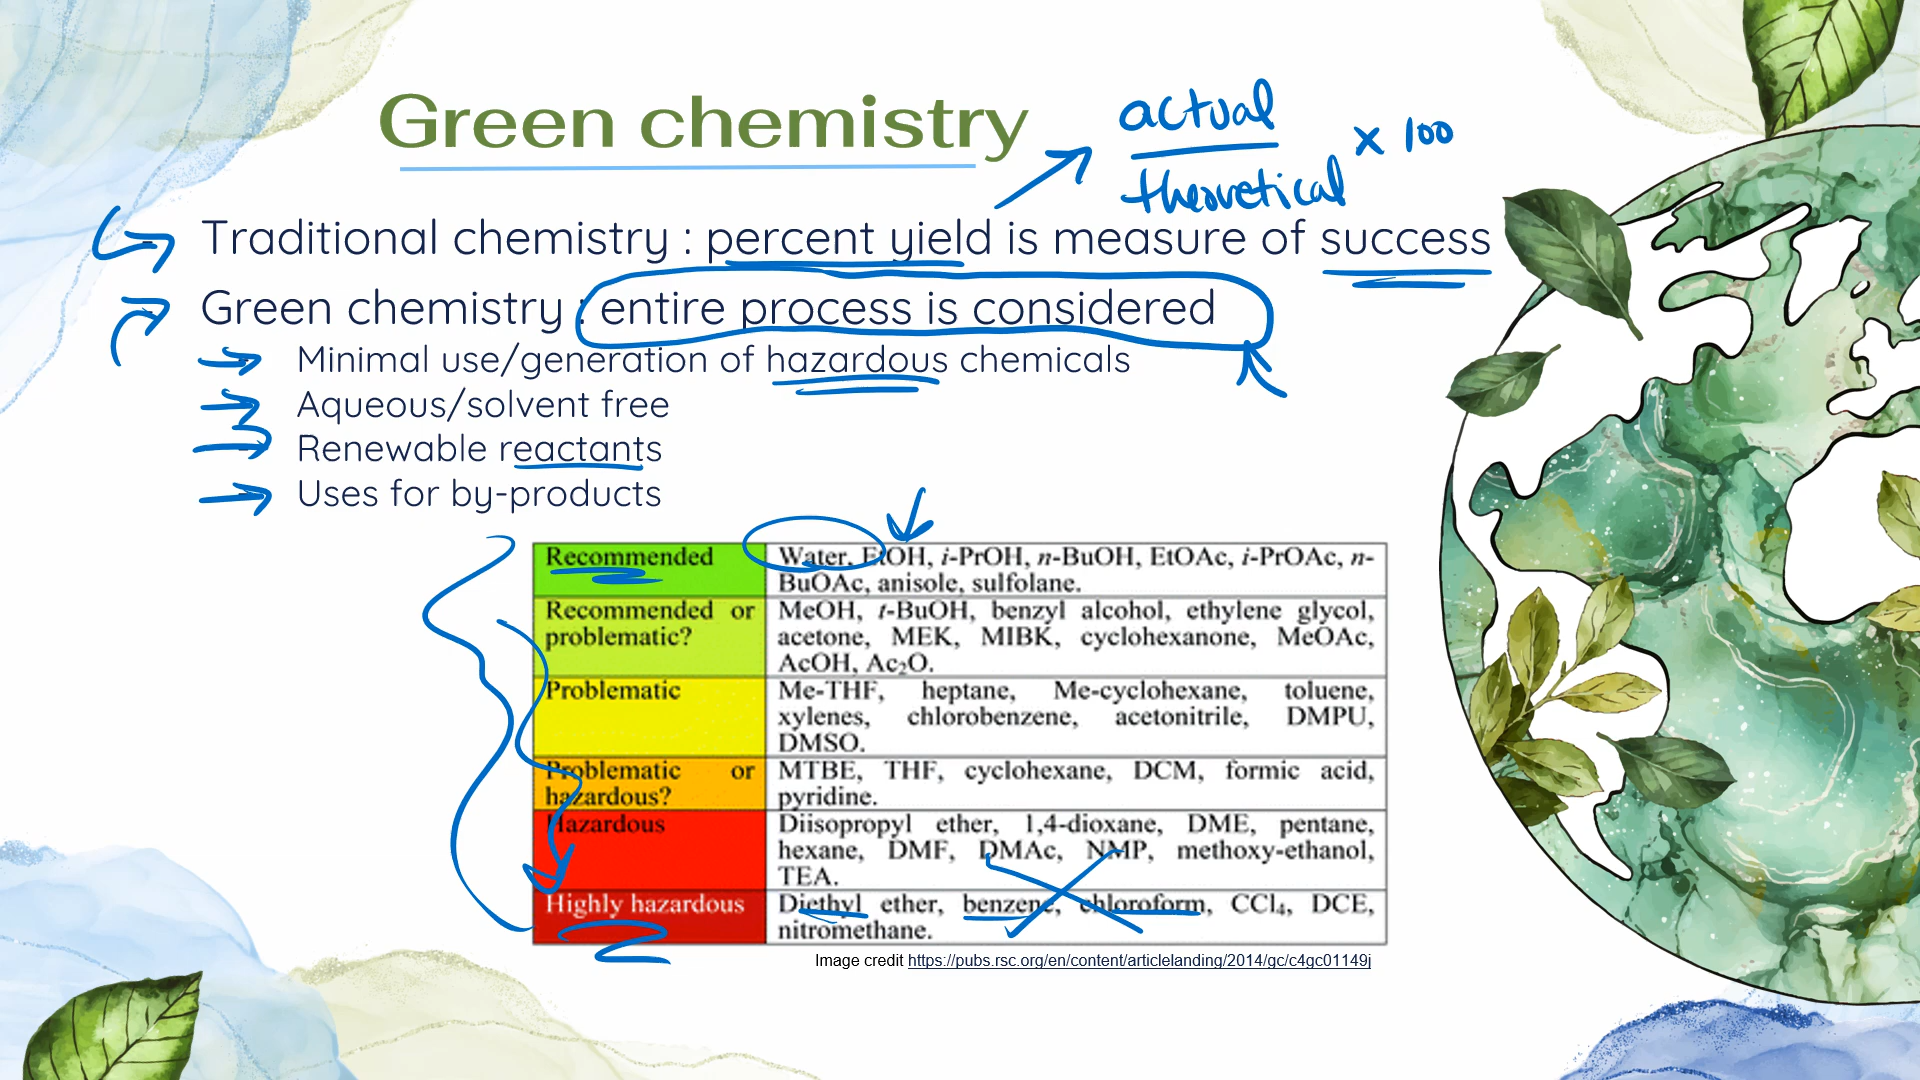 Green chemistry
actual
theoretical
x 100
Traditional chemistry : percent yield is measure of success
Green chemistry : entire process is considered
Minimal use/generation of hazardous chemicals
Aqueous/solvent free
Renewable reactants
Uses for by-products
Recommended
Water, EtOH, i-PrOH, n-BuOH, EtOAc, i-PrOAc, n-
BuOAc, anisole, sulfolane.
Recommended or
problematic?
MeOH, t-BuOH, benzyl alcohol, ethylene glycol,
acetone, MEK, MIBK, cyclohexanone, MeOAc,
AcOH, Ac₂O.
Problematic
Me-THF, heptane, Me-cyclohexane, toluene,
xylenes, chlorobenzene, acetonitrile, DMPU,
DMSO.
Problematic or
hazardous?
MTBE, THF, cyclohexane, DCM, formic acid,
pyridine.
Hazardous
Diisopropyl ether, 1,4-dioxane, DME, pentane,
hexane, DMF, DMAc, NMP, methoxy-ethanol,
TEA.
Highly hazardous
Diethyl ether, benzene, chloroform, CCl₄, DCE,
nitromethane.
Image credit https://pubs.rsc.org/en/content/articlelanding/2014/gc/c4gc01149j